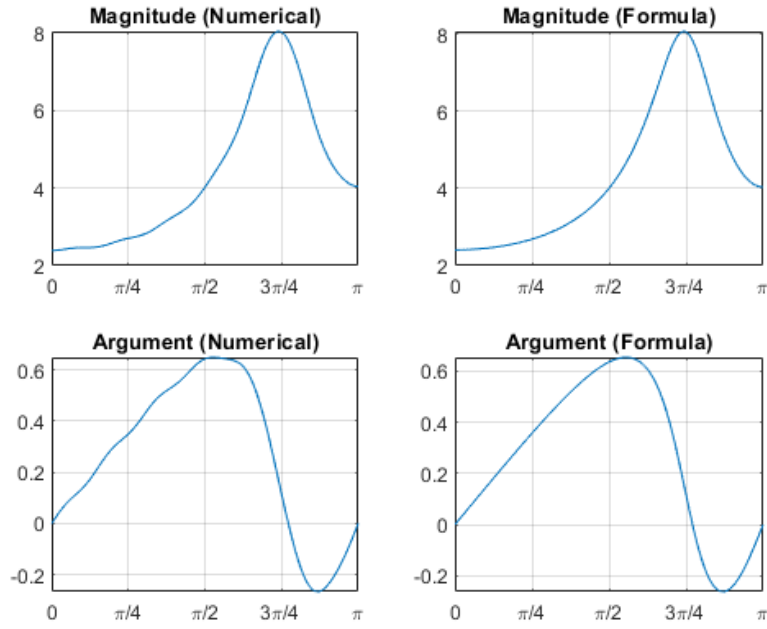 Magnitude (Numerical)
8
6
4
2
0 π/4 π/2 3π/4 π
Magnitude (Formula)
8
6
4
2
0 π/4 π/2 3π/4 π
Argument (Numerical)
0.6
0.4
0.2
0
-0.2
0 π/4 π/2 3π/4 π
Argument (Formula)
0.6
0.4
0.2
0
-0.2
0 π/4 π/2 3π/4 π